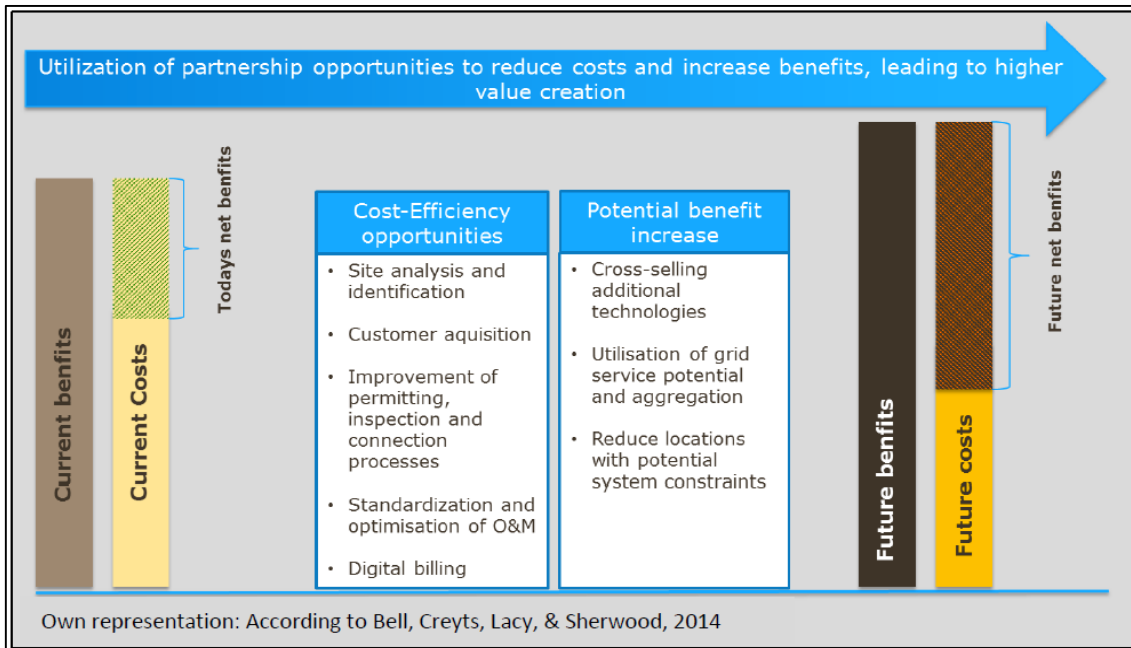 Utilization of partnership opportunities to reduce costs and increase benefits, leading to higher
value creation
Current benfits
Current Costs
Todays net benfits
Cost-Efficiency
opportunities
• Site analysis and
identification
• Customer aquisition
• Improvement of
permitting,
inspection and
connection
processes
• Standardization and
optimisation of O&M
• Digital billing
Potential benefit
increase
• Cross-selling
additional
technologies
• Utilisation of grid
service potential
and aggregation
• Reduce locations
with potential
system constraints
Future benfits
Future costs
Future net benefits
Own representation: According to Bell, Creyts, Lacy, & Sherwood, 2014